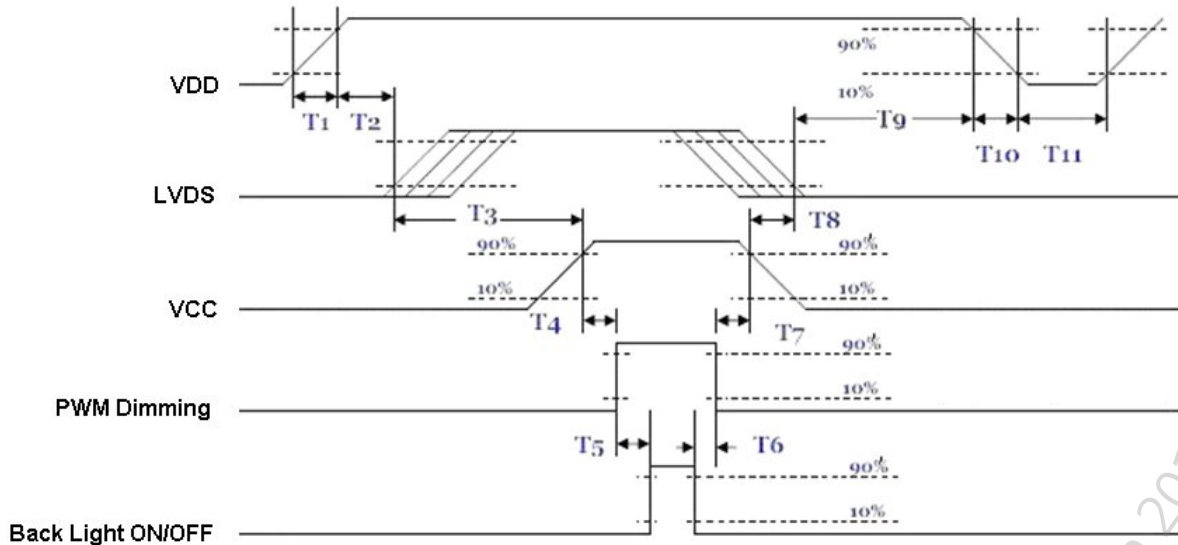 90%
VDD
10%
T1 T2 T9
T10 T11
LVDS
T3 T8
90% 90%
10% 10%
VCC
T4 T7
90%
10%
PWM Dimming
T5 T6
90%
10%
Back Light ON/OFF